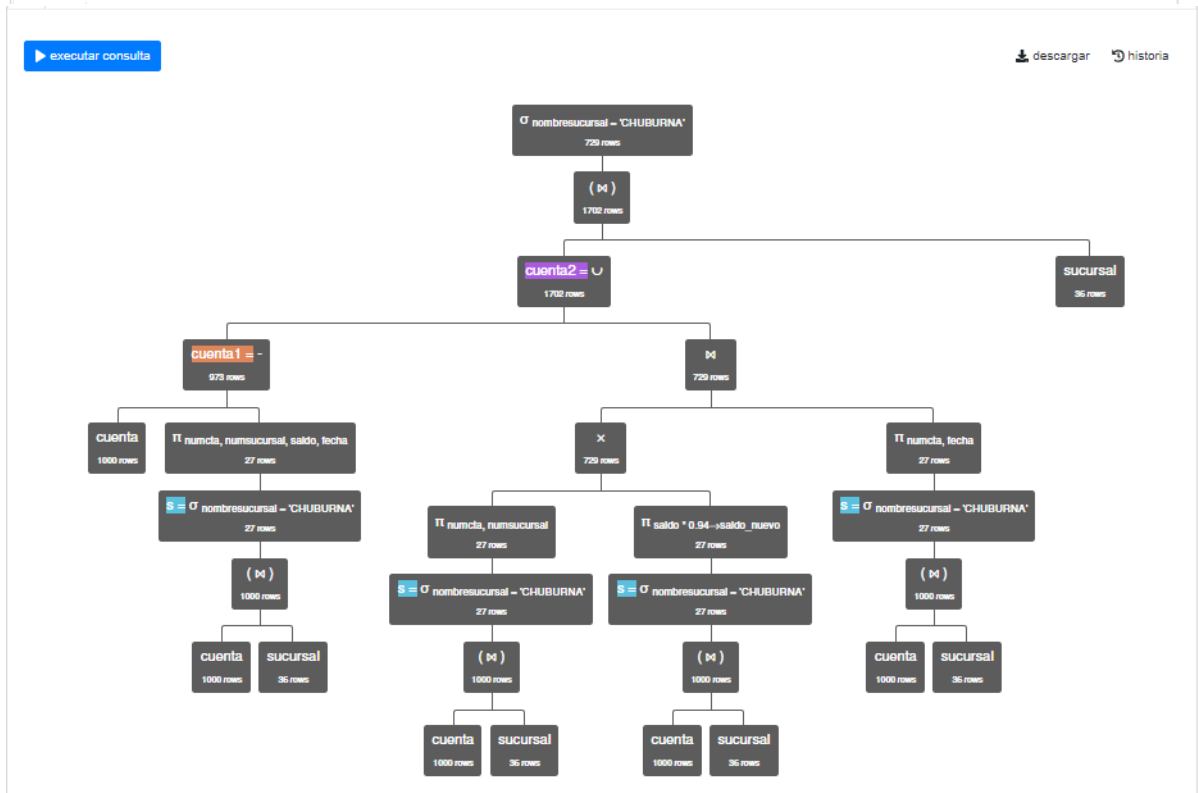 executar consulta
descargar historia
σ nombresucursal = 'CHUBURNA'
729 rows
( ⋈ )
1702 rows
cuenta2 = ∪
1702 rows
sucursal
36 rows
cuenta1 = -
973 rows
⋈
729 rows
cuenta
1000 rows
π numcta, numsucursal, saldo, fecha
27 rows
×
729 rows
π numcta, fecha
27 rows
s = σ nombresucursal = 'CHUBURNA'
27 rows
π numcta, numsucursal
27 rows
π saldo * 0.94→saldo_nuevo
27 rows
s = σ nombresucursal = 'CHUBURNA'
27 rows
( ⋈ )
1000 rows
s = σ nombresucursal = 'CHUBURNA'
27 rows
s = σ nombresucursal = 'CHUBURNA'
27 rows
( ⋈ )
1000 rows
cuenta
1000 rows
sucursal
36 rows
( ⋈ )
1000 rows
( ⋈ )
1000 rows
cuenta
1000 rows
sucursal
36 rows
cuenta
1000 rows
sucursal
36 rows
cuenta
1000 rows
sucursal
36 rows